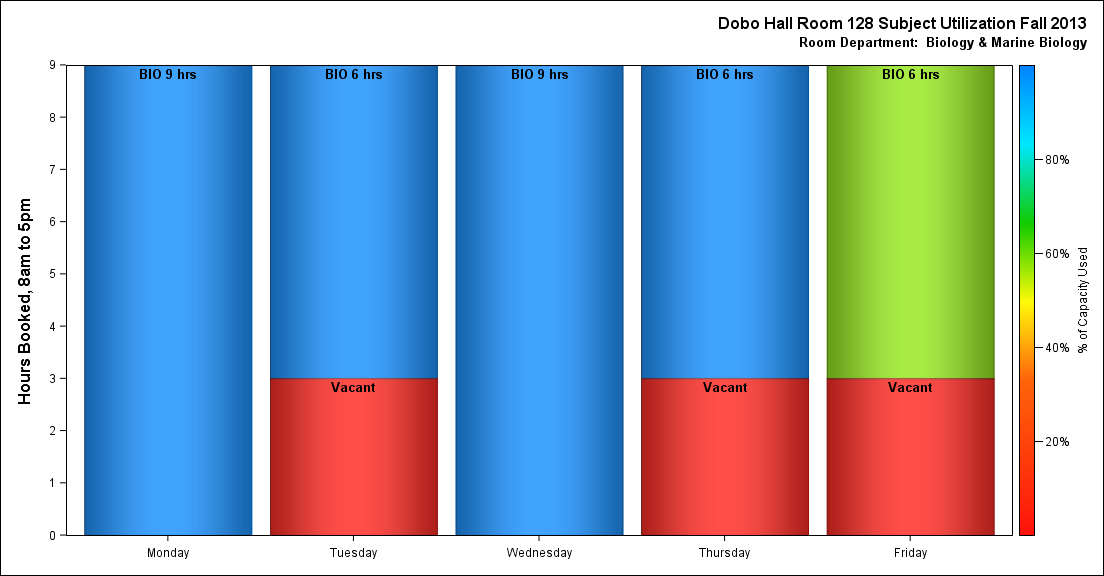 Dobo Hall Room 128 Subject Utilization Fall 2013
Room Department:  Biology & Marine Biology
Hours Booked, 8am to 5pm
9
8
7
6
5
4
3
2
1
0
BIO 9 hrs
BIO 6 hrs
BIO 9 hrs
BIO 6 hrs
BIO 6 hrs
Vacant
Vacant
Vacant
Monday
Tuesday
Wednesday
Thursday
Friday
80%
60%
40%
20%
% of Capacity Used